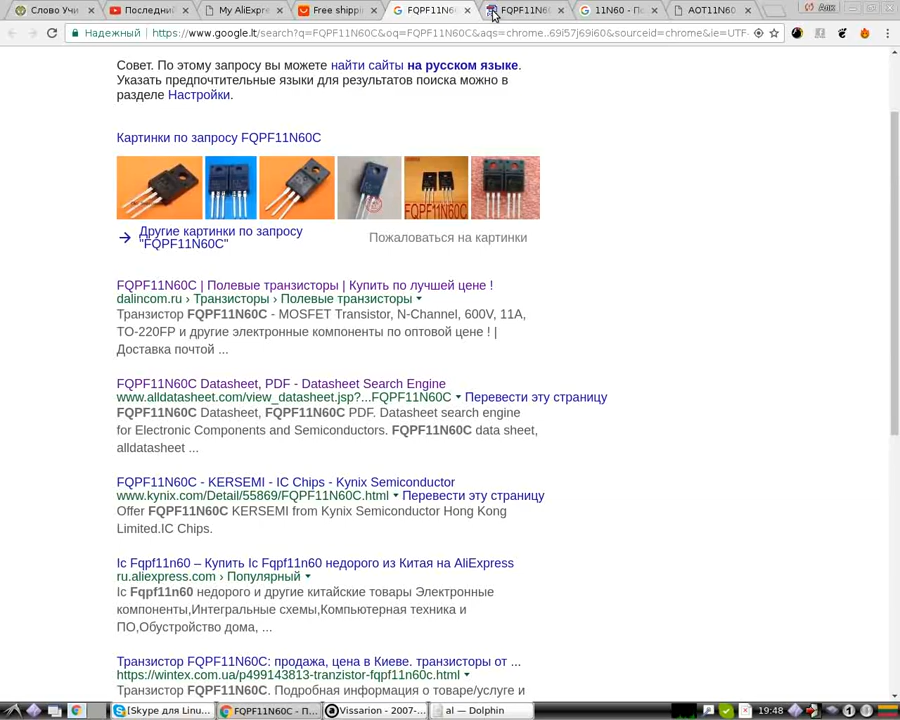 Слово Учи
Последний
My AliExpre
Free shippi
FQPF11N6
FQPF11N6
11N60 - По
AOT11N60
Надежный
https://www.google.lt/search?q=FQPF11N60C&oq=FQPF11N60C&aqs=chrome..69i57j69i60&sourceid=chrome&ie=UTF-
Совет. По этому запросу вы можете найти сайты на русском языке.
Указать предпочтительные языки для результатов поиска можно в
разделе Настройки.
Картинки по запросу FQPF11N60C
FQPF11N60C
Другие картинки по запросу
"FQPF11N60C"
Пожаловаться на картинки
FQPF11N60C | Полевые транзисторы | Купить по лучшей цене !
dalincom.ru › Транзисторы › Полевые транзисторы
Транзистор FQPF11N60C - MOSFET Transistor, N-Channel, 600V, 11A,
TO-220FP и другие электронные компоненты по оптовой цене ! |
Доставка почтой ...
FQPF11N60C Datasheet, PDF - Datasheet Search Engine
www.alldatasheet.com/view_datasheet.jsp?...FQPF11N60C Перевести эту страницу
FQPF11N60C Datasheet, FQPF11N60C PDF. Datasheet search engine
for Electronic Components and Semiconductors. FQPF11N60C data sheet,
alldatasheet ...
FQPF11N60C - KERSEMI - IC Chips - Kynix Semiconductor
www.kynix.com/Detail/55869/FQPF11N60C.html Перевести эту страницу
Offer FQPF11N60C KERSEMI from Kynix Semiconductor Hong Kong
Limited.IC Chips.
Ic Fqpf11n60 – Купить Ic Fqpf11n60 недорого из Китая на AliExpress
ru.aliexpress.com › Популярный
Ic Fqpf11n60 недорого и другие китайские товары Электронные
компоненты,Интегральные схемы,Компьютерная техника и
ПО,Обустройство дома, ...
Транзистор FQPF11N60C: продажа, цена в Киеве. транзисторы от ...
https://wintex.com.ua/p499143813-tranzistor-fqpf11n60c.html
Транзистор FQPF11N60C. Подробная информация о товаре/услуге и
[Skype для Linu...
FQPF11N60C - П...
Vissarion - 2007-...
al — Dolphin
19:48